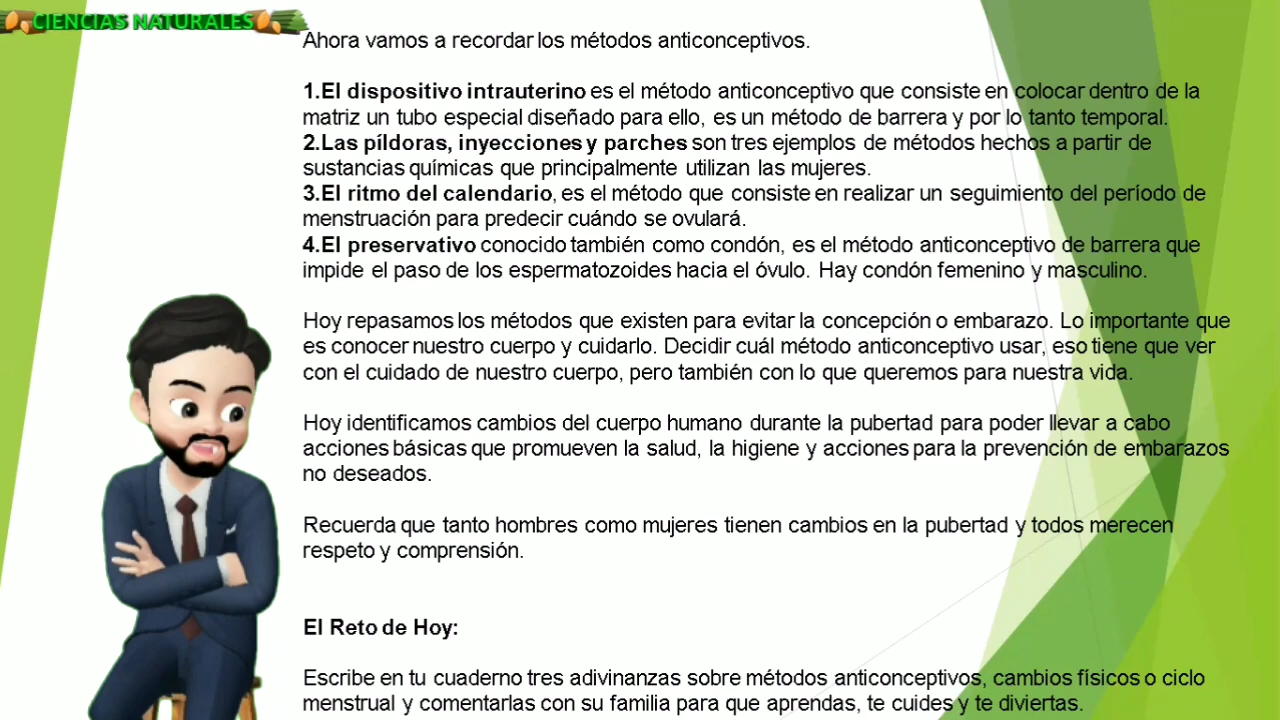 CIENCIAS NATURALES
Ahora vamos a recordar los métodos anticonceptivos.
1.El dispositivo intrauterino es el método anticonceptivo que consiste en colocar dentro de la
matriz un tubo especial diseñado para ello, es un método de barrera y por lo tanto temporal.
2.Las píldoras, inyecciones y parches son tres ejemplos de métodos hechos a partir de
sustancias químicas que principalmente utilizan las mujeres.
3.El ritmo del calendario, es el método que consiste en realizar un seguimiento del período de
menstruación para predecir cuándo se ovulará.
4.El preservativo conocido también como condón, es el método anticonceptivo de barrera que
impide el paso de los espermatozoides hacia el óvulo. Hay condón femenino y masculino.
Hoy repasamos los métodos que existen para evitar la concepción o embarazo. Lo importante que
es conocer nuestro cuerpo y cuidarlo. Decidir cuál método anticonceptivo usar, eso tiene que ver
con el cuidado de nuestro cuerpo, pero también con lo que queremos para nuestra vida.
Hoy identificamos cambios del cuerpo humano durante la pubertad para poder llevar a cabo
acciones básicas que promueven la salud, la higiene y acciones para la prevención de embarazos
no deseados.
Recuerda que tanto hombres como mujeres tienen cambios en la pubertad y todos merecen
respeto y comprensión.
El Reto de Hoy:
Escribe en tu cuaderno tres adivinanzas sobre métodos anticonceptivos, cambios físicos o ciclo
menstrual y comentarlas con su familia para que aprendas, te cuides y te diviertas.